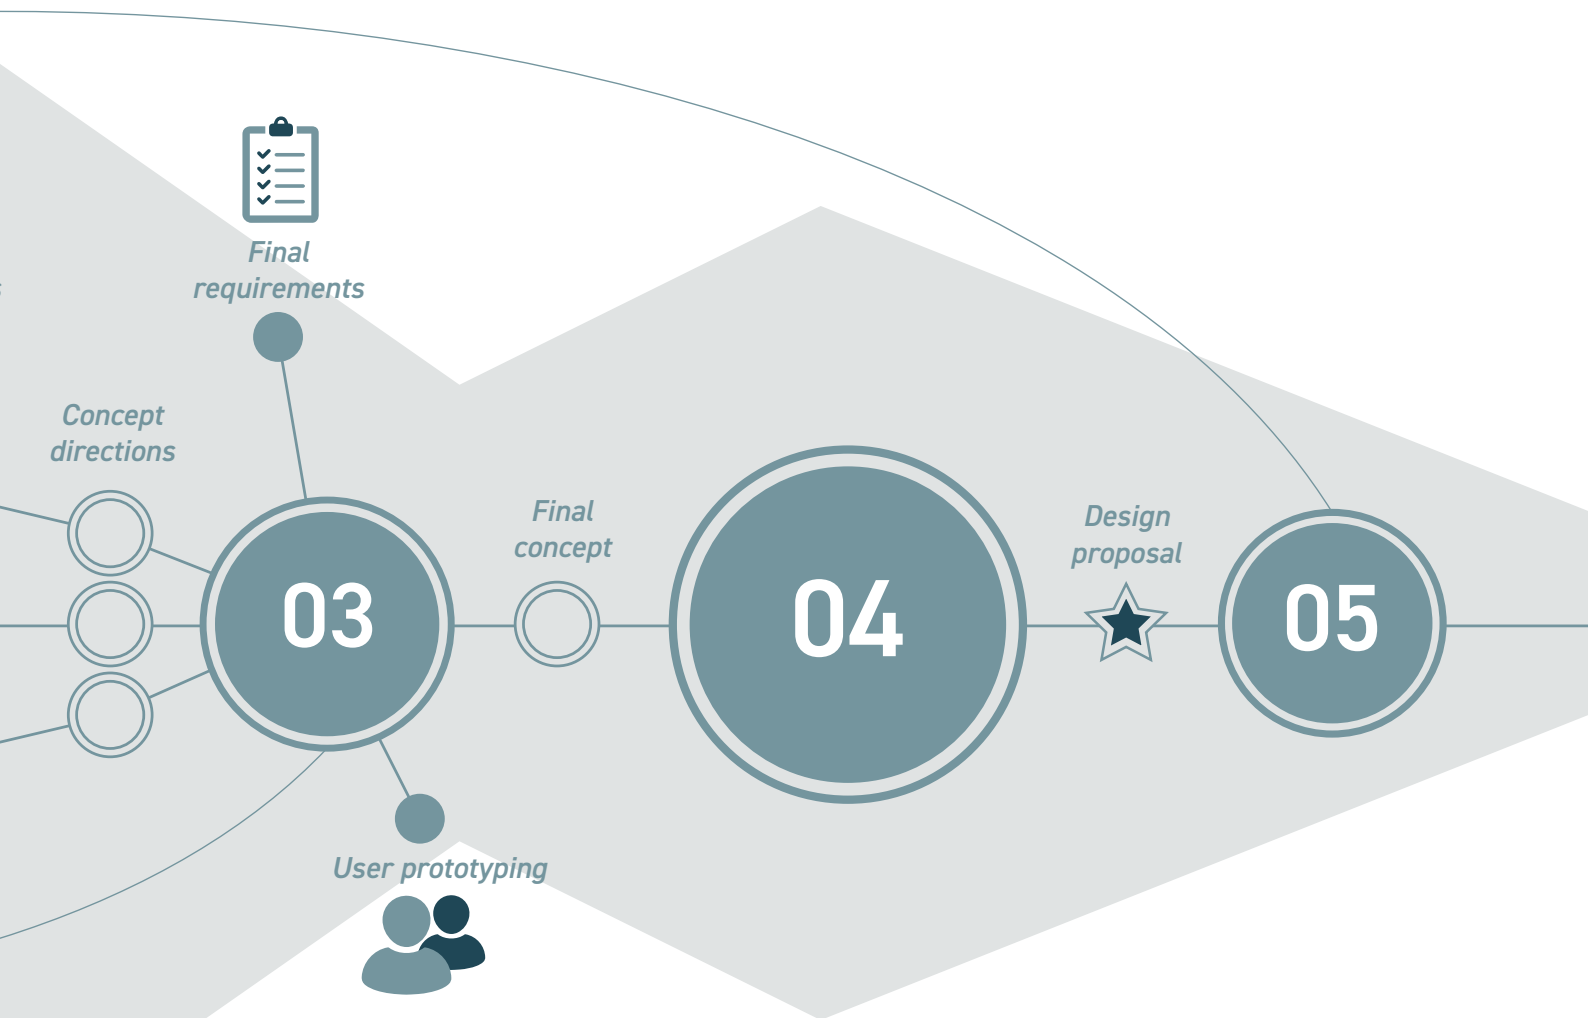 Final
requirements
Concept
directions
Final
concept
Design
proposal
03
04
05
User prototyping